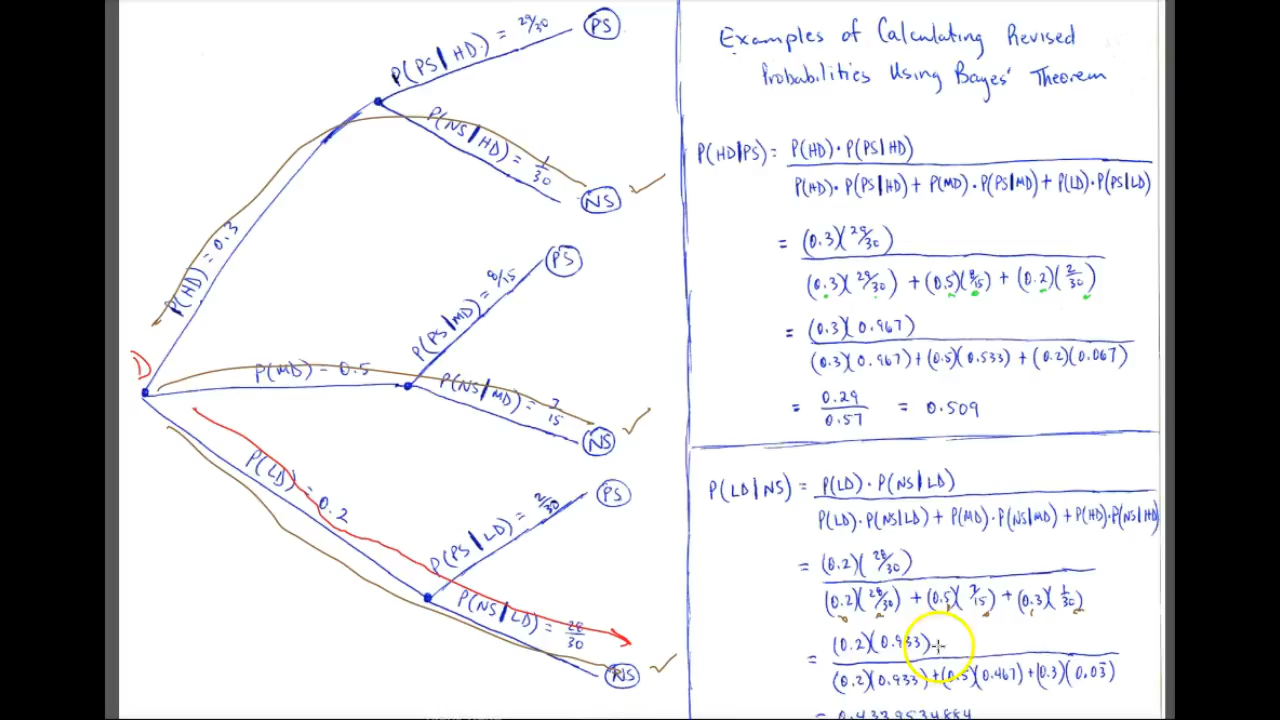 P(PS|HD) = 29/30
PS
P(NS|HD) = 1/30
NS
P(HD) = 0.3
PS
P(PS|MD) = 8/15
D
P(MD) = 0.5
P(NS|MD) = 7/15
NS
P(LD) = 0.2
PS
P(PS|LD) = 2/30
P(NS|LD) = 28/30
NS
Examples of Calculating Revised
Probabilities Using Bayes' Theorem
P(HD|PS) = P(HD)·P(PS|HD)
P(HD)·P(PS|HD) + P(MD)·P(PS|MD) + P(LD)·P(PS|LD)
= (0.3)(29/30)
(0.3)(29/30) + (0.5)(8/15) + (0.2)(2/30)
= (0.3)(0.967)
(0.3)(0.967) + (0.5)(0.533) + (0.2)(0.067)
= 0.29 = 0.509
0.57
P(LD|NS) = P(LD)·P(NS|LD)
P(LD)·P(NS|LD) + P(MD)·P(NS|MD) + P(HD)·P(NS|HD)
= (0.2)(28/30)
(0.2)(28/30) + (0.5)(7/15) + (0.3)(1/30)
= (0.2)(0.933)
(0.2)(0.933) + (0.5)(0.467) + (0.3)(0.03)
= 0.4339534884